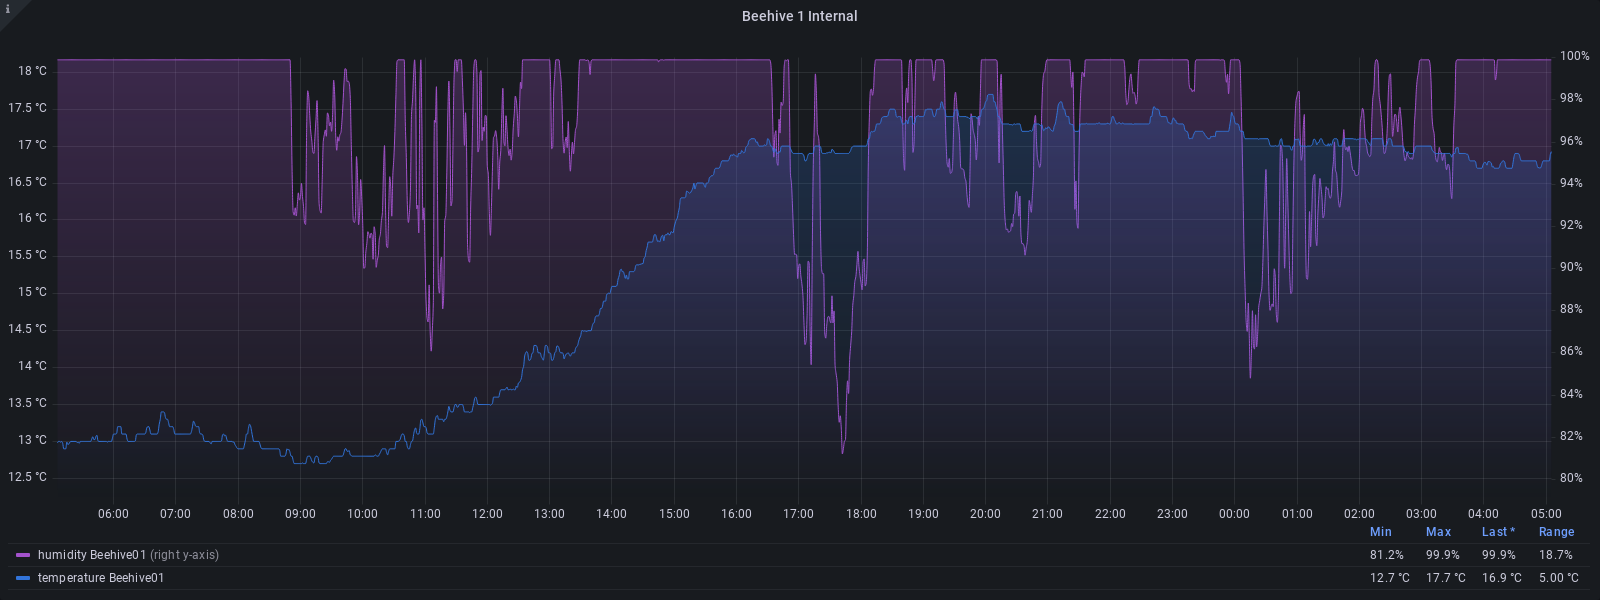 i
Beehive 1 Internal
18 °C
17.5 °C
17 °C
16.5 °C
16 °C
15.5 °C
15 °C
14.5 °C
14 °C
13.5 °C
13 °C
12.5 °C
100%
98%
96%
94%
92%
90%
88%
86%
84%
82%
80%
06:00 07:00 08:00 09:00 10:00 11:00 12:00 13:00 14:00 15:00 16:00 17:00 18:00 19:00 20:00 21:00 22:00 23:00 00:00 01:00 02:00 03:00 04:00 05:00
Min Max Last * Range
humidity Beehive01 (right y-axis) 81.2% 99.9% 99.9% 18.7%
temperature Beehive01 12.7 °C 17.7 °C 16.9 °C 5.00 °C